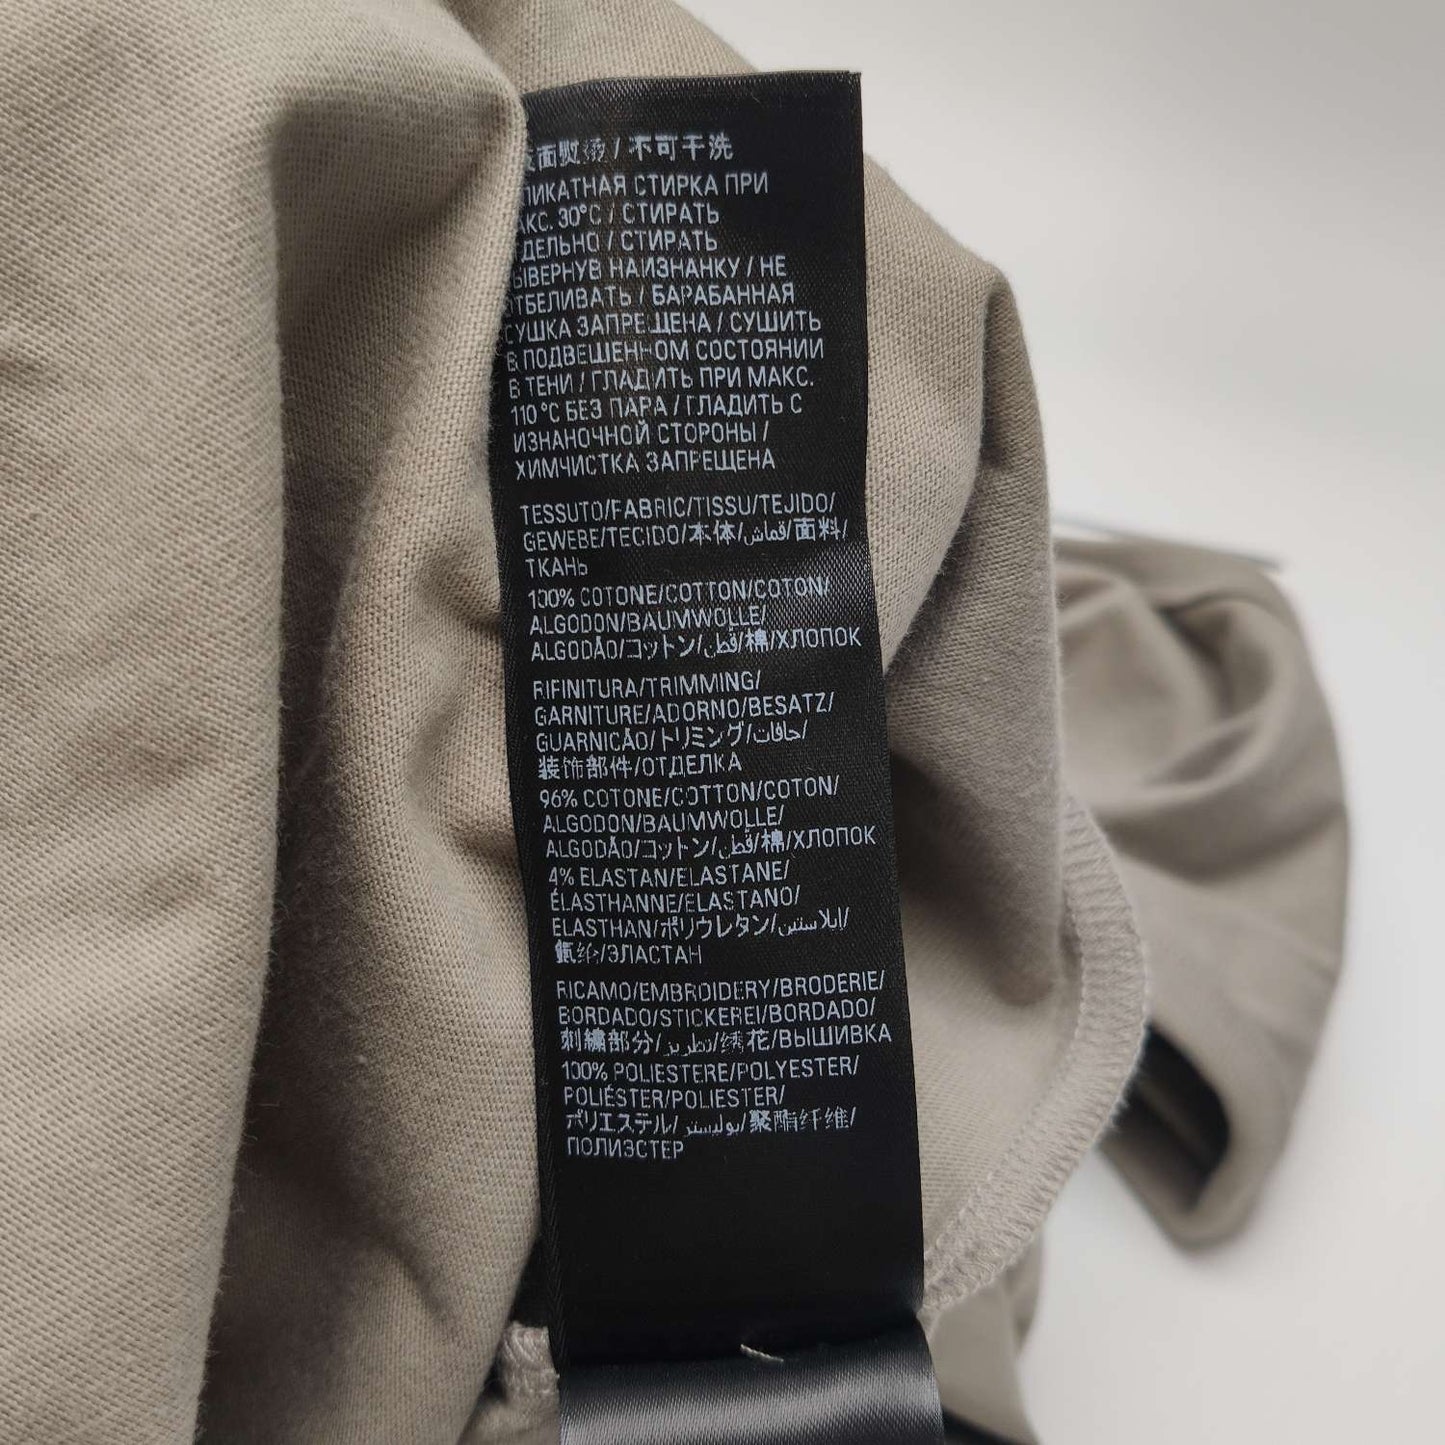 面熨烫 / 不可干洗
СТИРКА ПРИ
30°C / СТИРАТЬ
/ СТИРАТЬ
НАИЗНАНКУ / НЕ
ОТБЕЛИВАТЬ / БАРАБАННАЯ
СУШКА ЗАПРЕЩЕНА / СУШИТЬ
В ПОДВЕШЕННОМ СОСТОЯНИИ
В ТЕНИ / ГЛАДИТЬ ПРИ МАКС.
110 °C БЕЗ ПАРА / ГЛАДИТЬ С
ИЗНАНОЧНОЙ СТОРОНЫ /
ХИМЧИСТКА ЗАПРЕЩЕНА
TESSUTO/FABRIC/TISSU/TEJIDO/
GEWEBE/TECIDO/本体/قماش/面料/
ТКАНЬ
100% COTONE/COTTON/COTON/
ALGODON/BAUMWOLLE/
ALGODÃO/コットン/قطن/棉/ХЛОПОК
RIFINITURA/TRIMMING/
GARNITURE/ADORNO/BESATZ/
GUARNIÇÃO/トリミング/حافات/
装饰部件/ОТДЕЛКА
96% COTONE/COTTON/COTON/
ALGODON/BAUMWOLLE/
ALGODÃO/コットン/قطن/棉/ХЛОПОК
4% ELASTAN/ELASTANE/
ÉLASTHANNE/ELASTANO/
ELASTHAN/ポリウレタン/ايلاستين/
氨纶/ЭЛАСТАН
RICAMO/EMBROIDERY/BRODERIE/
BORDADO/STICKEREI/BORDADO/
刺繍部分/تطريز/绣花/ВЫШИВКА
100% POLIESTERE/POLYESTER/
POLIÉSTER/POLIESTER/
ポリエステル/بوليستر/聚酯纤维/
ПОЛИЭСТЕР